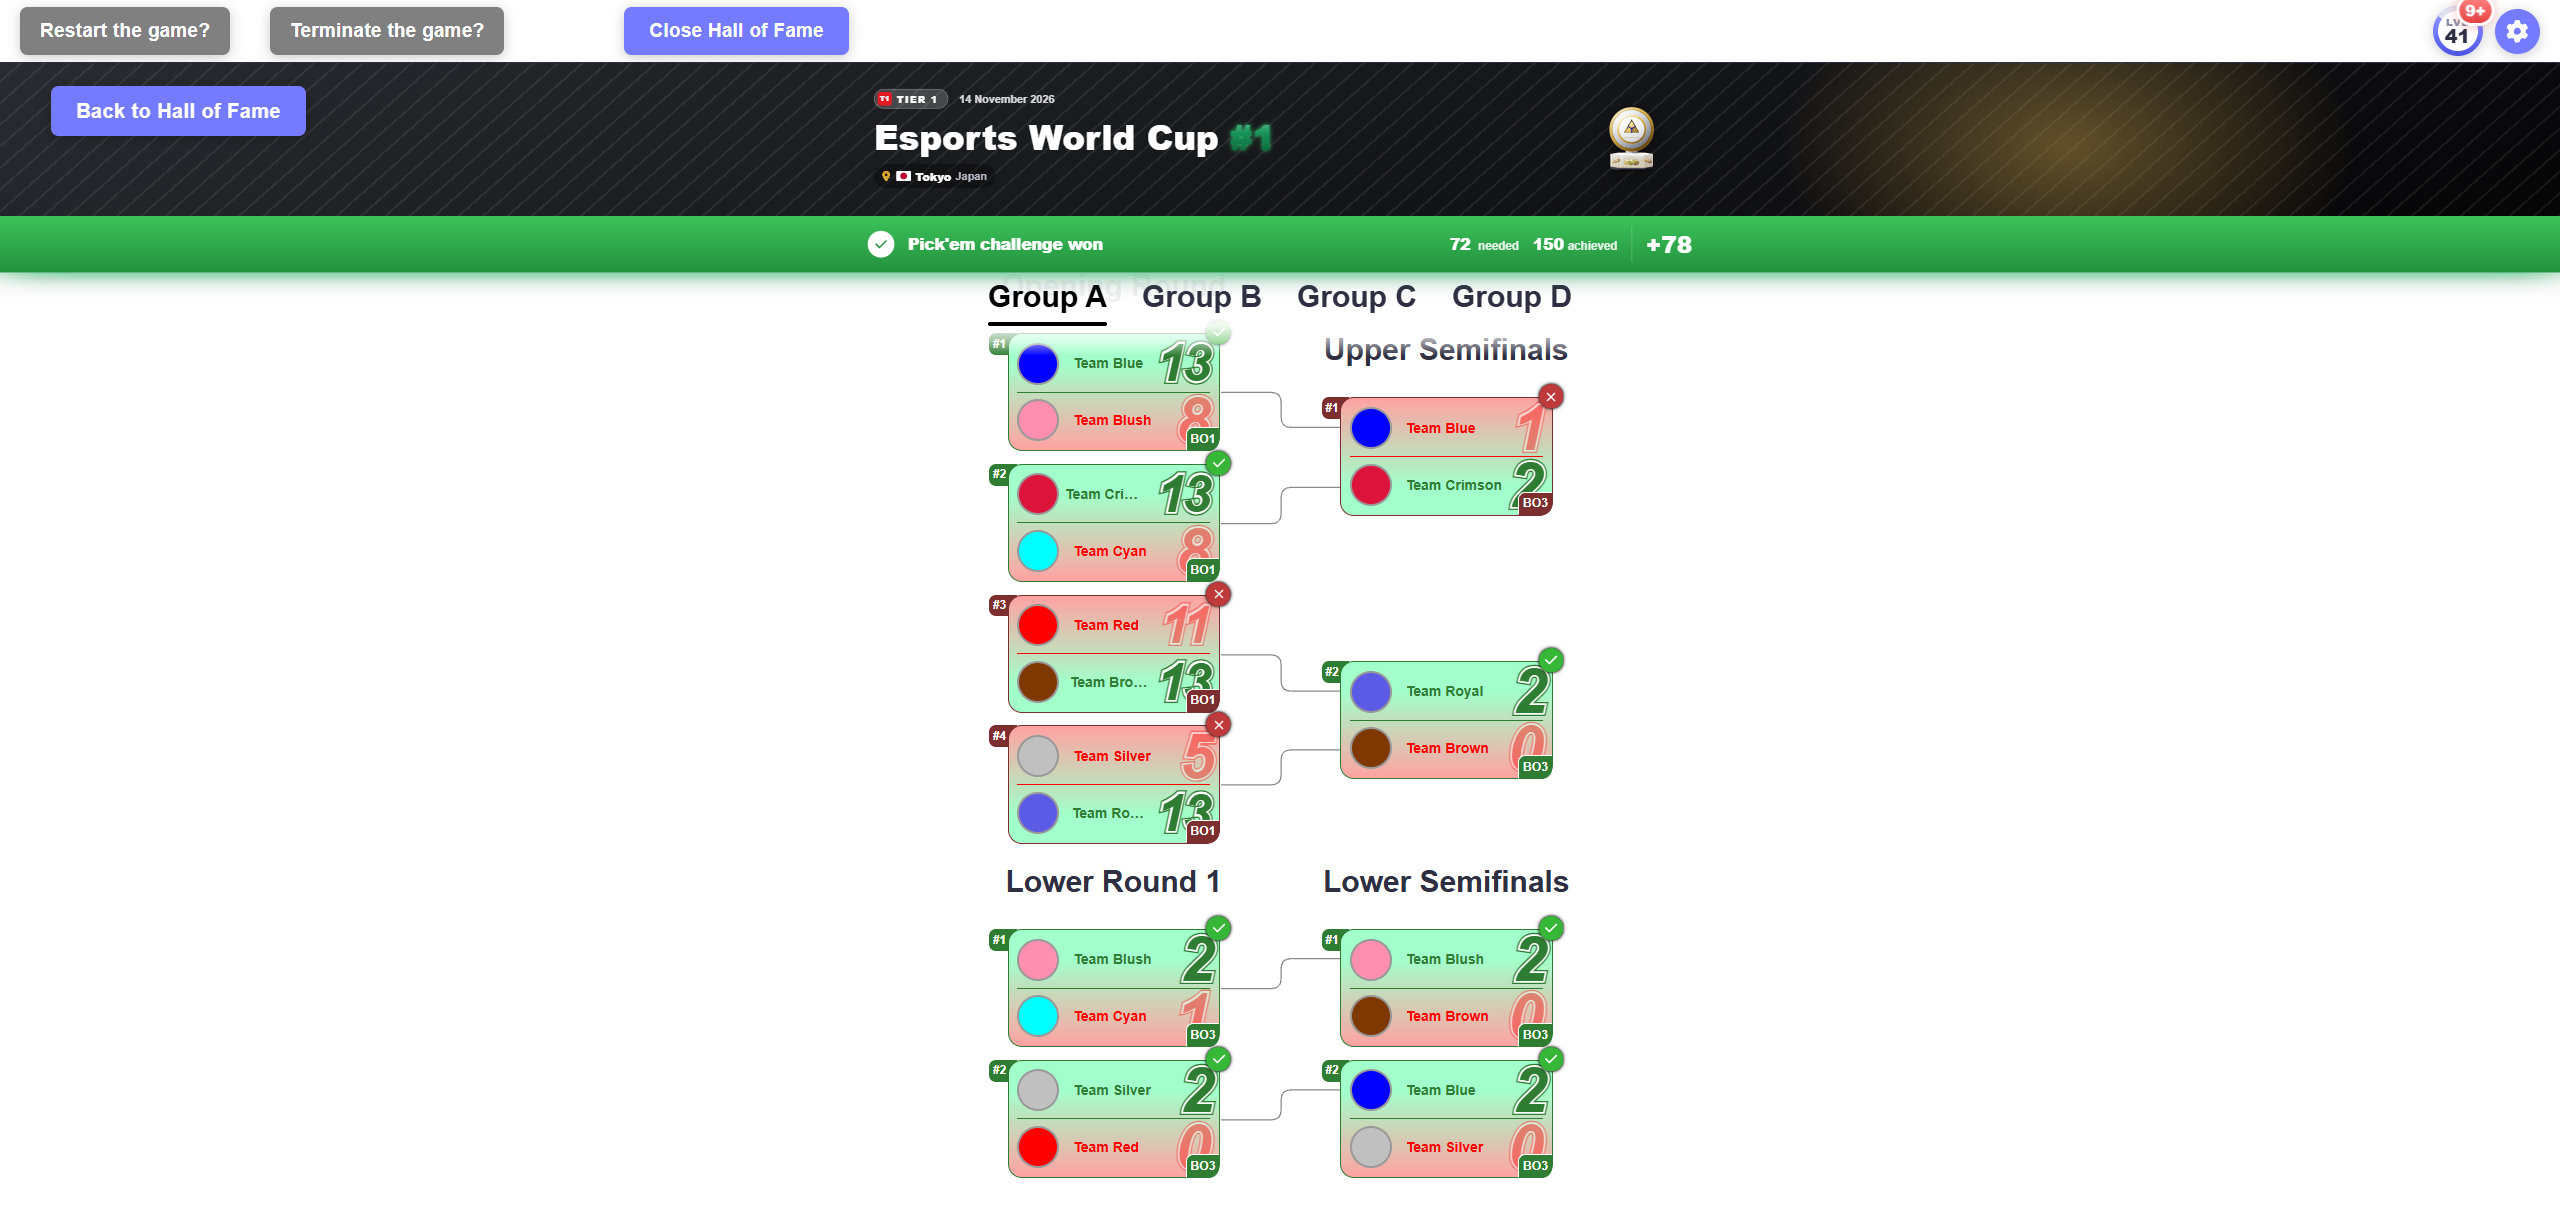 Restart the game?
Terminate the game?
Close Hall of Fame
9+
LVL
41
Back to Hall of Fame
T1 TIER 1
14 November 2026
Esports World Cup #1
Tokyo Japan
Pick'em challenge won
72 needed 150 achieved +78
Opening Round
Group A Group B Group C Group D
#1
Team Blue 13
Team Blush 8
BO1
#2
Team Cri... 13
Team Cyan 8
BO1
#3
Team Red 11
Team Bro... 13
BO1
#4
Team Silver 5
Team Ro... 13
BO1
Upper Semifinals
#1
Team Blue 1
Team Crimson 2
BO3
#2
Team Royal 2
Team Brown 0
BO3
Lower Round 1
#1
Team Blush 2
Team Cyan 1
BO3
#2
Team Silver 2
Team Red 0
BO3
Lower Semifinals
#1
Team Blush 2
Team Brown 0
BO3
#2
Team Blue 2
Team Silver 0
BO3